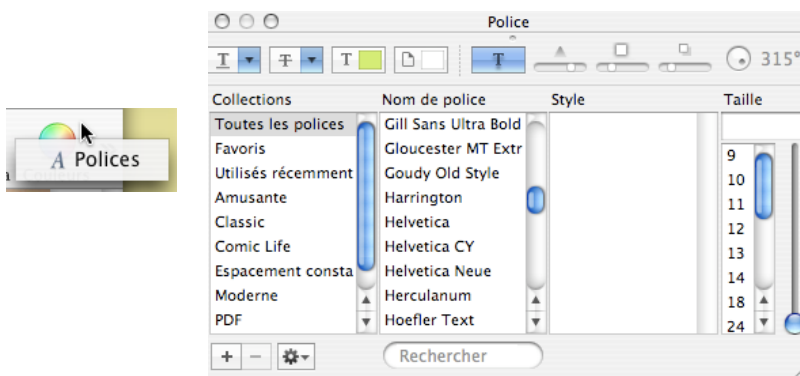 Police
T T T T 315°
Collections Nom de police Style Taille
Toutes les polices
Favoris
Utilisés récemment
Amusante
Classic
Comic Life
Espacement consta
Moderne
PDF
Gill Sans Ultra Bold
Gloucester MT Extr
Goudy Old Style
Harrington
Helvetica
Helvetica CY
Helvetica Neue
Herculanum
Hoefler Text
9
10
11
12
13
14
18
24
Rechercher
A Polices